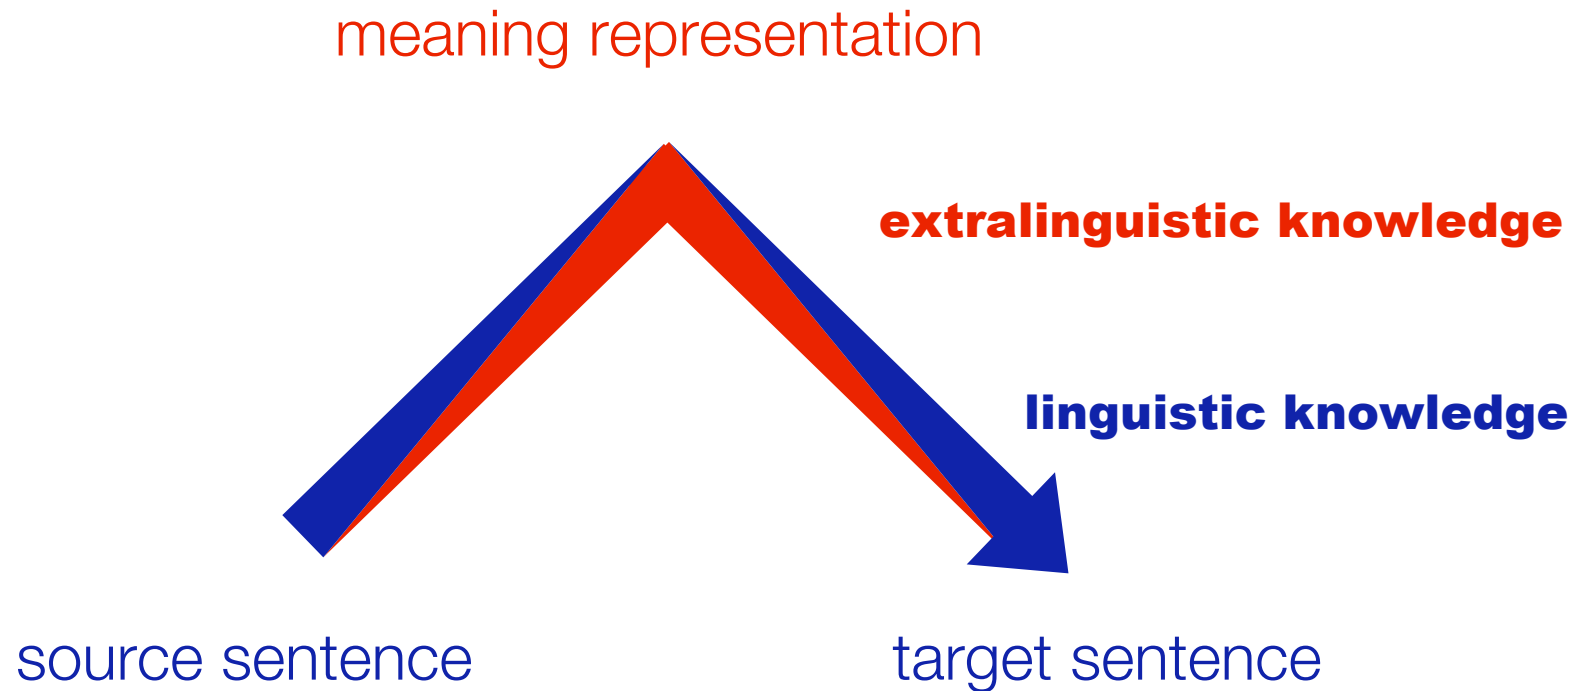 meaning representation
extralinguistic knowledge
linguistic knowledge
source sentence
target sentence